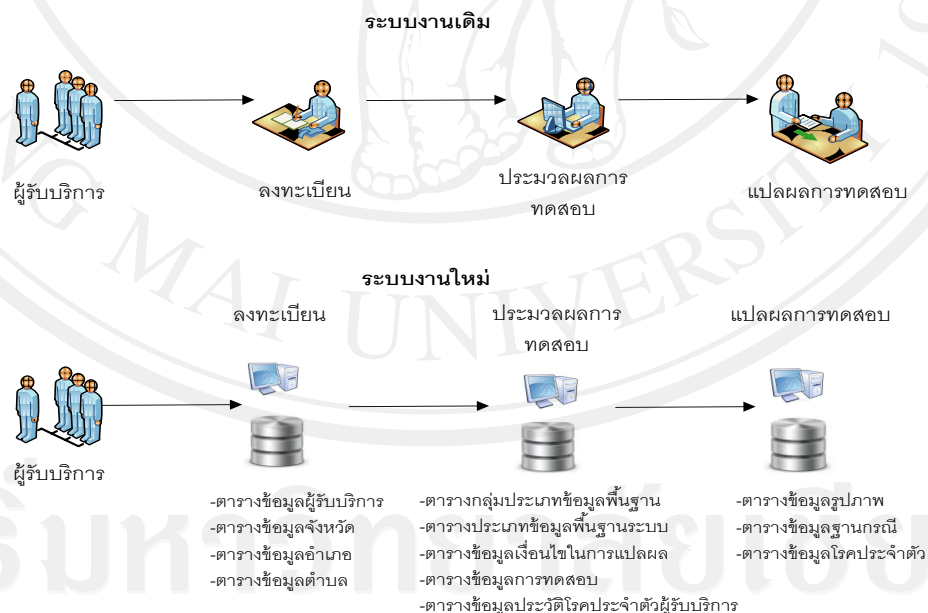 ระบบงานเดิม
ผู้รับบริการ
ลงทะเบียน
ประมวลผลการ
ทดสอบ
แปลผลการทดสอบ
ระบบงานใหม่
ลงทะเบียน
ประมวลผลการ
ทดสอบ
แปลผลการทดสอบ
ผู้รับบริการ
-ตารางข้อมูลผู้รับบริการ
-ตารางข้อมูลจังหวัด
-ตารางข้อมูลอำเภอ
-ตารางข้อมูลตำบล
-ตารางกลุ่มประเภทข้อมูลพื้นฐาน
-ตารางประเภทข้อมูลพื้นฐานระบบ
-ตารางข้อมูลเงื่อนไขในการแปลผล
-ตารางข้อมูลการทดสอบ
-ตารางข้อมูลประวัติโรคประจำตัวผู้รับบริการ
-ตารางข้อมูลรูปภาพ
-ตารางข้อมูลฐานกรณี
-ตารางข้อมูลโรคประจำตัว
MAI UNIVERSITY